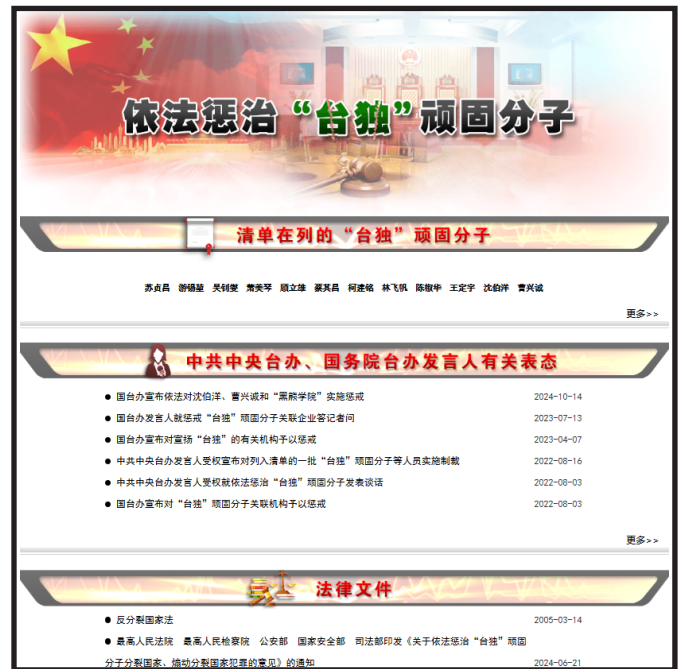 依法惩治“台独”顽固分子
清单在列的“台独”顽固分子
苏贞昌 游锡堃 吴钊燮 萧美琴 顾立雄 蔡其昌 柯建铭 林飞帆 陈椒华 王定宇 沈伯洋 曹兴诚
更多>>
中共中央台办、国务院台办发言人有关表态
● 国台办宣布依法对沈伯洋、曹兴诚和“黑熊学院”实施惩戒 2024-10-14
● 国台办发言人就惩戒“台独”顽固分子关联企业答记者问 2023-07-13
● 国台办宣布对宣扬“台独”的有关机构予以惩戒 2023-04-07
● 中共中央台办发言人受权宣布对列入清单的一批“台独”顽固分子等人员实施制裁 2022-08-16
● 中共中央台办发言人受权就依法惩治“台独”顽固分子发表谈话 2022-08-03
● 国台办宣布对“台独”顽固分子关联机构予以惩戒 2022-08-03
更多>>
法律文件
● 反分裂国家法 2005-03-14
● 最高人民法院 最高人民检察院 公安部 国家安全部 司法部印发《关于依法惩治“台独”顽固
分子分裂国家、煽动分裂国家犯罪的意见》的通知 2024-06-21